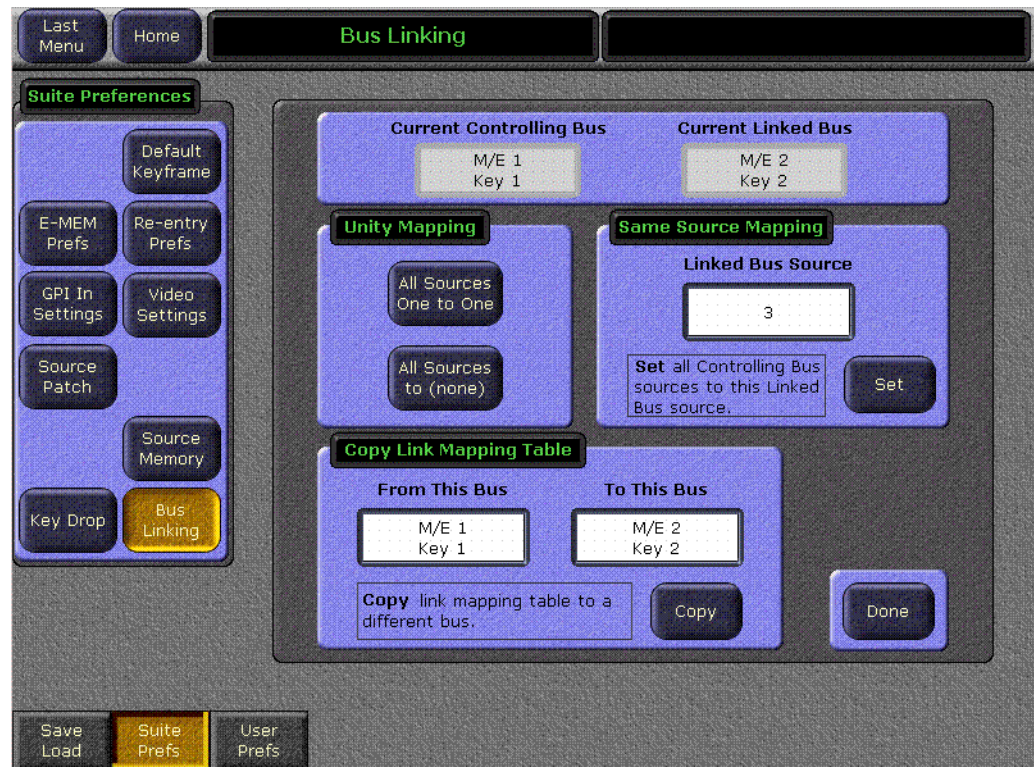 Last
Menu
Home
Bus Linking
Suite Preferences
Default
Keyframe
E-MEM
Prefs
Re-entry
Prefs
GPI In
Settings
Video
Settings
Source
Patch
Source
Memory
Key Drop
Bus
Linking
Current Controlling Bus
Current Linked Bus
M/E 1
Key 1
M/E 2
Key 2
Unity Mapping
All Sources
One to One
All Sources
to (none)
Same Source Mapping
Linked Bus Source
3
Set all Controlling Bus
sources to this Linked
Bus source.
Set
Copy Link Mapping Table
From This Bus
To This Bus
M/E 1
Key 1
M/E 2
Key 2
Copy link mapping table to a
different bus.
Copy
Done
Save
Load
Suite
Prefs
User
Prefs